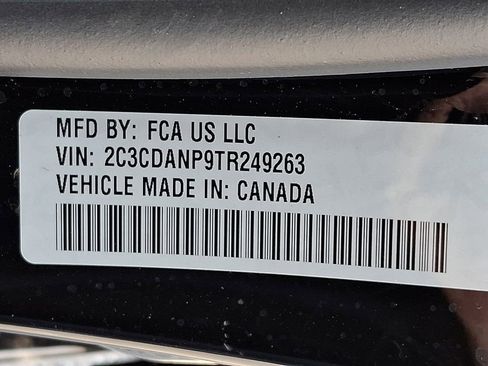 MFD BY: FCA US LLC
VIN: 2C3CDANP9TR249263
VEHICLE MADE IN: CANADA